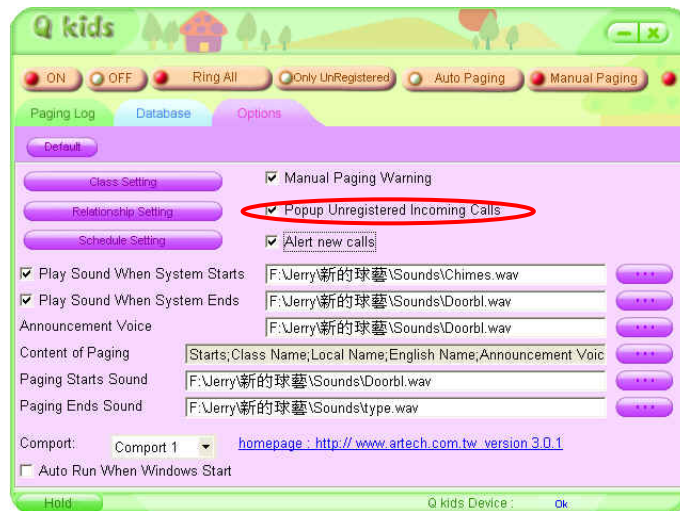 Q kids
ON OFF Ring All Only UnRegistered Auto Paging Manual Paging
Paging Log Database Options
Default
Class Setting Manual Paging Warning
Relationship Setting Popup Unregistered Incoming Calls
Schedule Setting Alert new calls
Play Sound When System Starts F:\Jerry\新的球藝\Sounds\Chimes.wav ...
Play Sound When System Ends F:\Jerry\新的球藝\Sounds\Doorbl.wav ...
Announcement Voice F:\Jerry\新的球藝\Sounds\Doorbl.wav ...
Content of Paging Starts;Class Name;Local Name;English Name;Announcement Voic ...
Paging Starts Sound F:\Jerry\新的球藝\Sounds\Doorbl.wav ...
Paging Ends Sound F:\Jerry\新的球藝\Sounds\type.wav ...
Comport: Comport 1 homepage : http:// www.artech.com.tw version 3.0.1
Auto Run When Windows Start
Hold Q kids Device : Ok